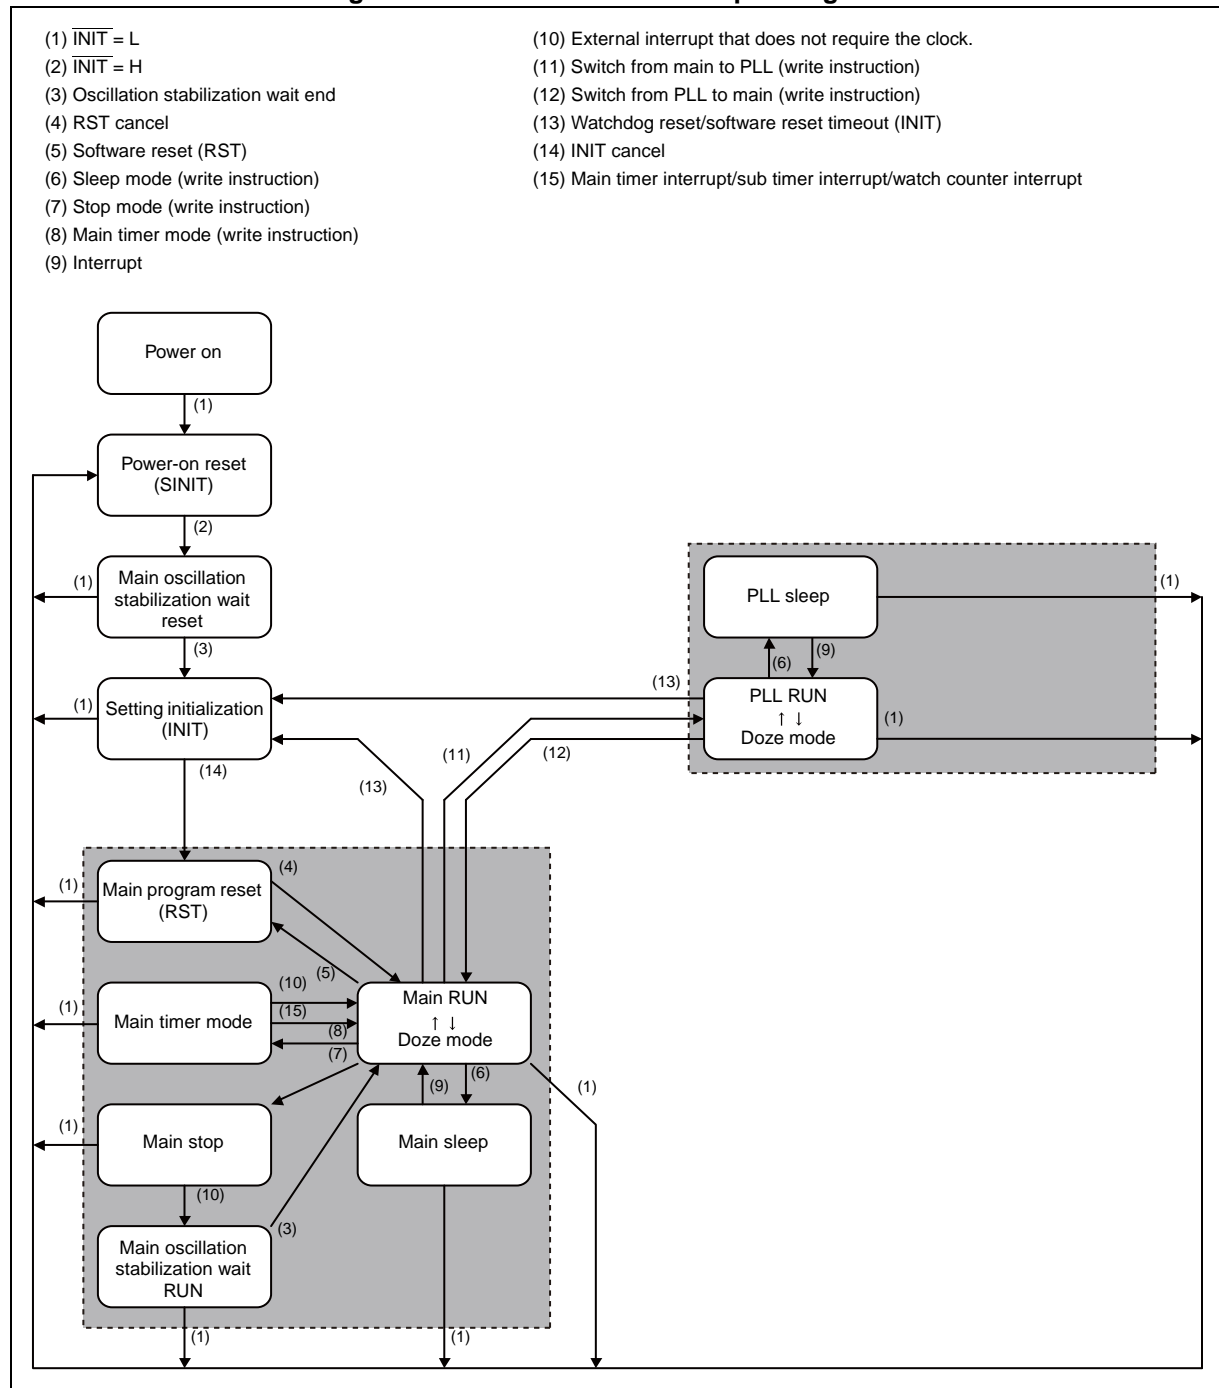 (1) INIT = L
(2) INIT = H
(3) Oscillation stabilization wait end
(4) RST cancel
(5) Software reset (RST)
(6) Sleep mode (write instruction)
(7) Stop mode (write instruction)
(8) Main timer mode (write instruction)
(9) Interrupt
(10) External interrupt that does not require the clock.
(11) Switch from main to PLL (write instruction)
(12) Switch from PLL to main (write instruction)
(13) Watchdog reset/software reset timeout (INIT)
(14) INIT cancel
(15) Main timer interrupt/sub timer interrupt/watch counter interrupt
Power on
(1)
Power-on reset
(SINIT)
(2)
Main oscillation
stabilization wait
reset
(1)
(3)
PLL sleep
(1)
(6)
(9)
Setting initialization
(INIT)
(1)
(13)
PLL RUN
↑ ↓
Doze mode
(1)
(11)
(12)
(14)
(13)
Main program reset
(RST)
(1)
(4)
(5)
Main timer mode
(1)
(10)
(15)
(8)
(7)
Main RUN
↑ ↓
Doze mode
(9)
(6)
(1)
Main stop
(1)
Main sleep
(10)
(3)
Main oscillation
stabilization wait
RUN
(1)
(1)